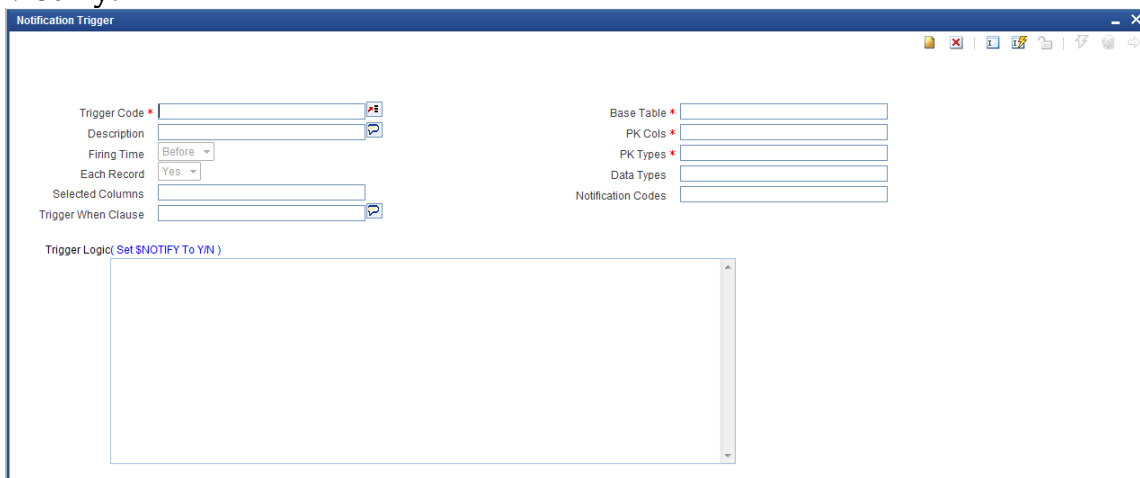 Notification Trigger
Trigger Code *
Description
Firing Time Before
Each Record Yes
Selected Columns
Trigger When Clause
Base Table *
PK Cols *
PK Types *
Data Types
Notification Codes
Trigger Logic( Set $NOTIFY To Y/N )